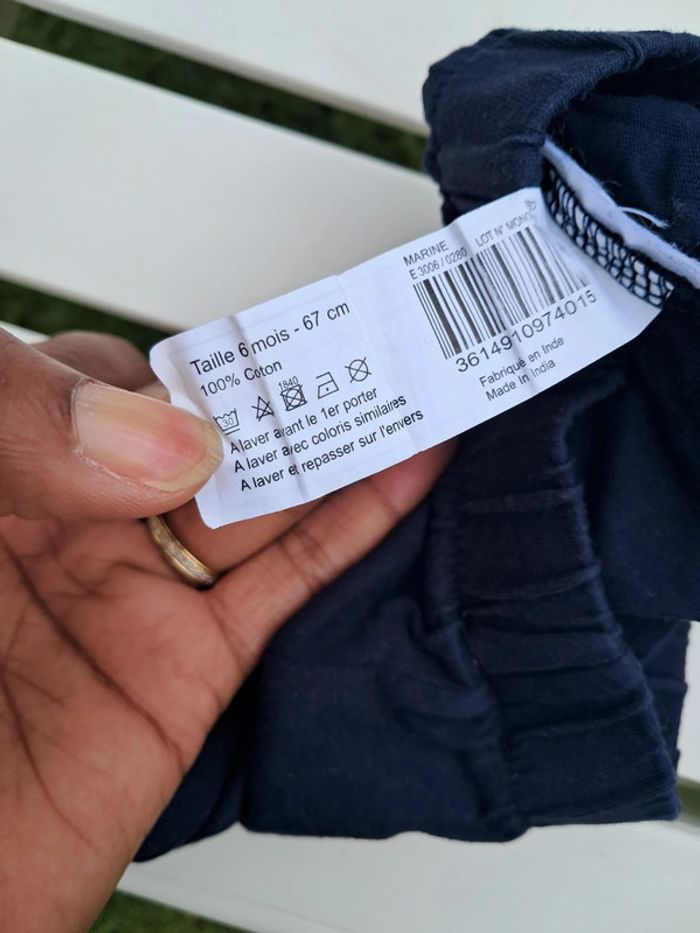 Taille 6 mois - 67 cm
100% Coton
30
1840
A laver avant le 1er porter
A laver avec coloris similaires
A laver et repasser sur l'envers
MARINE
E 3006 / 0280 LOT N°
3614910974015
Fabriqué en Inde
Made In India